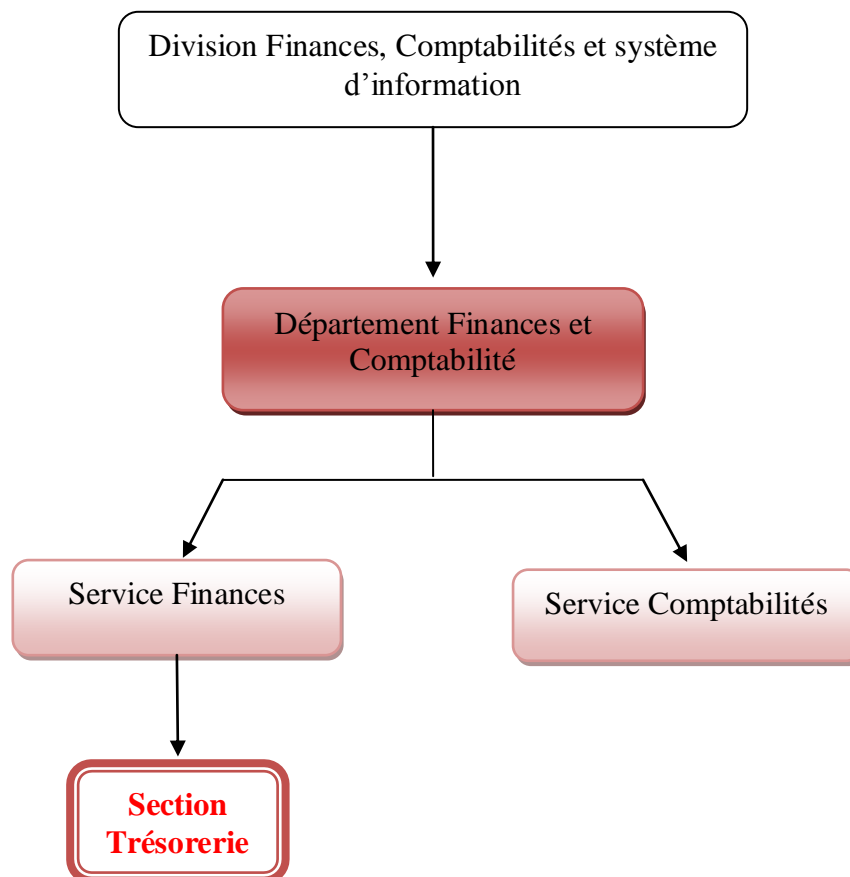 Division Finances, Comptabilités et système
d’information
Département Finances et
Comptabilité
Service Finances
Service Comptabilités
Section
Trésorerie